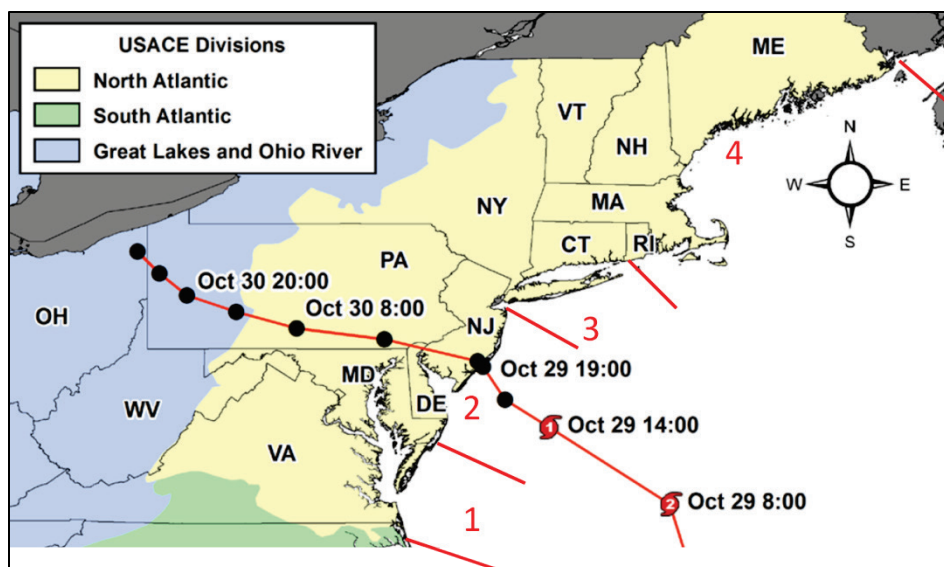 USACE Divisions
North Atlantic
South Atlantic
Great Lakes and Ohio River
ME
VT
NH
4
N
W E
S
NY
MA
CT RI
PA
Oct 30 20:00
Oct 30 8:00
OH
NJ
3
Oct 29 19:00
MD
DE
2
WV
1 Oct 29 14:00
VA
2 Oct 29 8:00
1